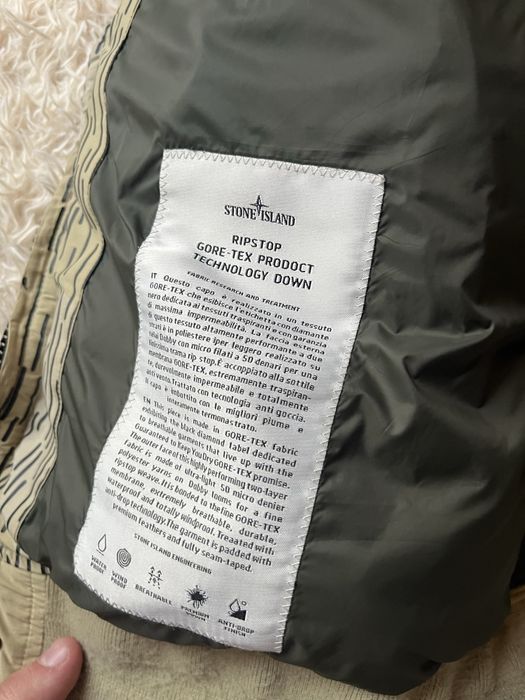 STONE ISLAND
RIPSTOP
GORE-TEX PRODUCT
TECHNOLOGY DOWN
FABRIC RESEARCH AND TREATMENT
IT Questo capo è realizzato in un tessuto
GORE-TEX che esibisce l'etichetta con diamante
nero dedicata ai tessuti traspiranti e con garanzia
di massima impermeabilità. La faccia esterna
di questo tessuto altamente performante a due
strati è in poliestere iper leggero realizzato su
telai Dobby con micro filati a 50 denari per una
finissima trama rip stop. È accoppiato alla sottile
membrana GORE-TEX, estremamente traspiran-
te, durevolmente impermeabile e totalmente
anti vento. Trattato con tecnologia anti goccia.
Il capo è imbottito con le migliori piume e
interamente termonastrato.
EN This piece is made in GORE-TEX fabric
exhibiting the black diamond label dedicated
to breathable garments that live up with the
Guaranteed to Keep You Dry GORE-TEX promise.
The outer face of this highly performing two-layer
fabric is made of ultra-light 50 micro denier
polyester yarns on Dobby looms for a fine
ripstop weave. It is bonded to the fine GORE-TEX
membrane, extremely breathable, durable,
waterproof and totally windproof. Treaated with
anti-drop technology. The garment is padded with
premium feathers and fully seam-taped.
STONE ISLAND ENGINEERING
WATER
PROOF
WIND
PROOF
BREATHABLE
PREMIUM
DOWN
ANTI-DROP
FINISH